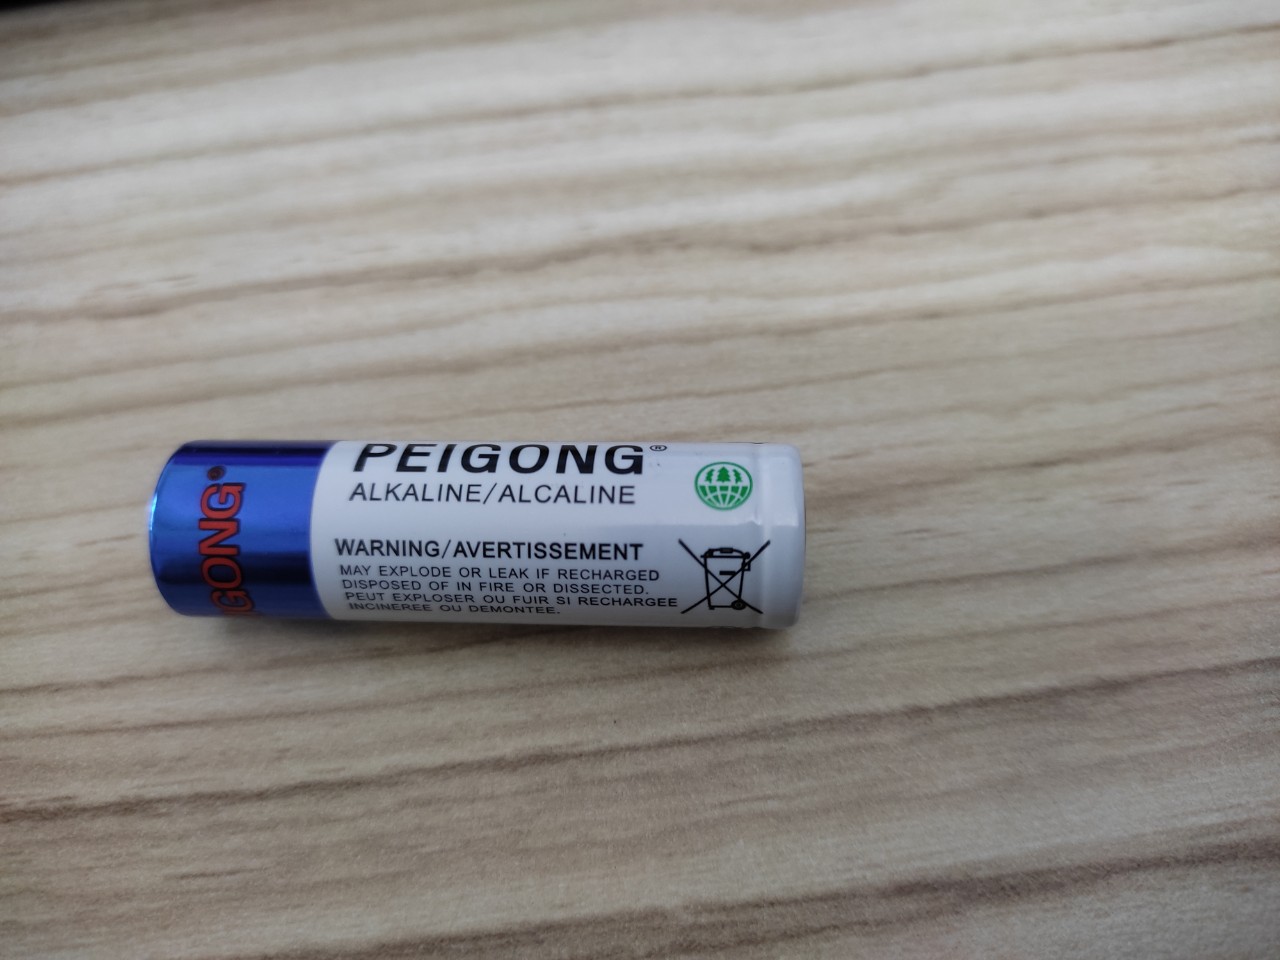 PEIGONG®
ALKALINE/ALCALINE
WARNING/AVERTISSEMENT
MAY EXPLODE OR LEAK IF RECHARGED
DISPOSED OF IN FIRE OR DISSECTED.
PEUT EXPLOSER OU FUIR SI RECHARGEE
INCINEREE OU DEMONTEE.
IGONG®